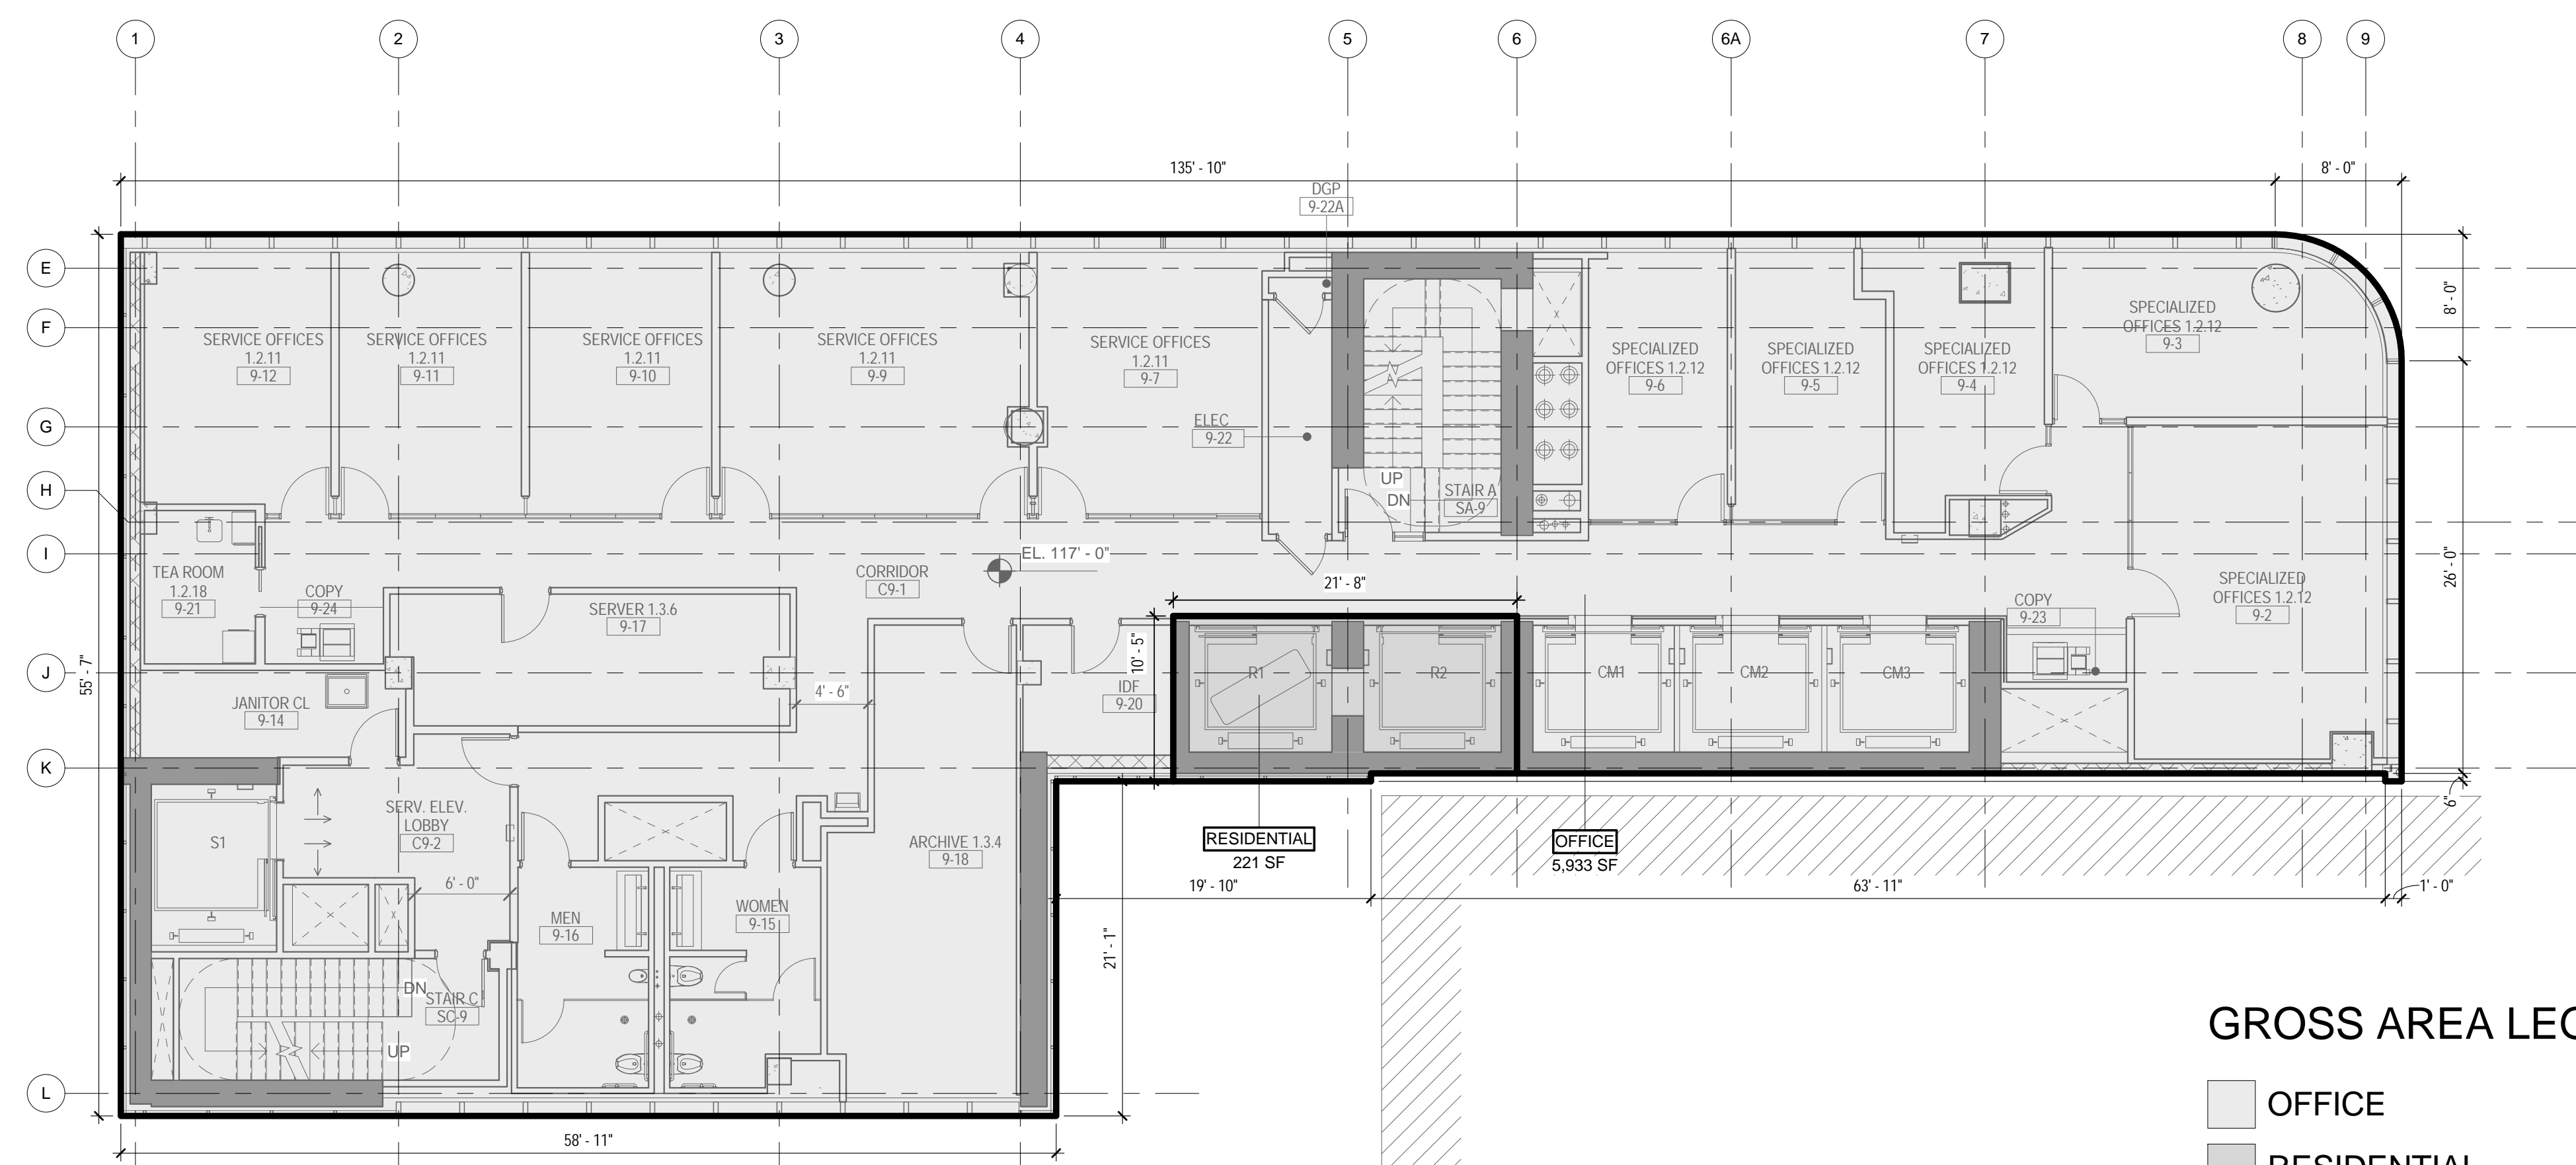 1 2 3 4 5 6 6A 7 8 9
135' - 10"
8' - 0"
DGP
9-22A
E
F
G
H
I
J
K
L
8' - 0"
26' - 0"
6"
55' - 7"
SERVICE OFFICES
1.2.11
9-12
SERVICE OFFICES
1.2.11
9-11
SERVICE OFFICES
1.2.11
9-10
SERVICE OFFICES
1.2.11
9-9
SERVICE OFFICES
1.2.11
9-7
ELEC
9-22
UP
DN
STAIR A
SA-9
SPECIALIZED
OFFICES 1.2.12
9-6
SPECIALIZED
OFFICES 1.2.12
9-5
SPECIALIZED
OFFICES 1.2.12
9-4
SPECIALIZED
OFFICES 1.2.12
9-3
EL. 117' - 0"
TEA ROOM
1.2.18
9-21
COPY
9-24
SERVER 1.3.6
9-17
CORRIDOR
C9-1
21' - 8"
COPY
9-23
SPECIALIZED
OFFICES 1.2.12
9-2
10' - 5"
JANITOR CL
9-14
4' - 6"
IDF
9-20
R1
R2
CM1
CM2
CM3
S1
SERV. ELEV.
LOBBY
C9-2
ARCHIVE 1.3.4
9-18
RESIDENTIAL
221 SF
OFFICE
5,933 SF
6' - 0"
19' - 10"
63' - 11"
1' - 0"
MEN
9-16
WOMEN
9-15
21' - 1"
DN
STAIR C
SC-9
UP
58' - 11"
GROSS AREA LEG
OFFICE
RESIDENTIAL